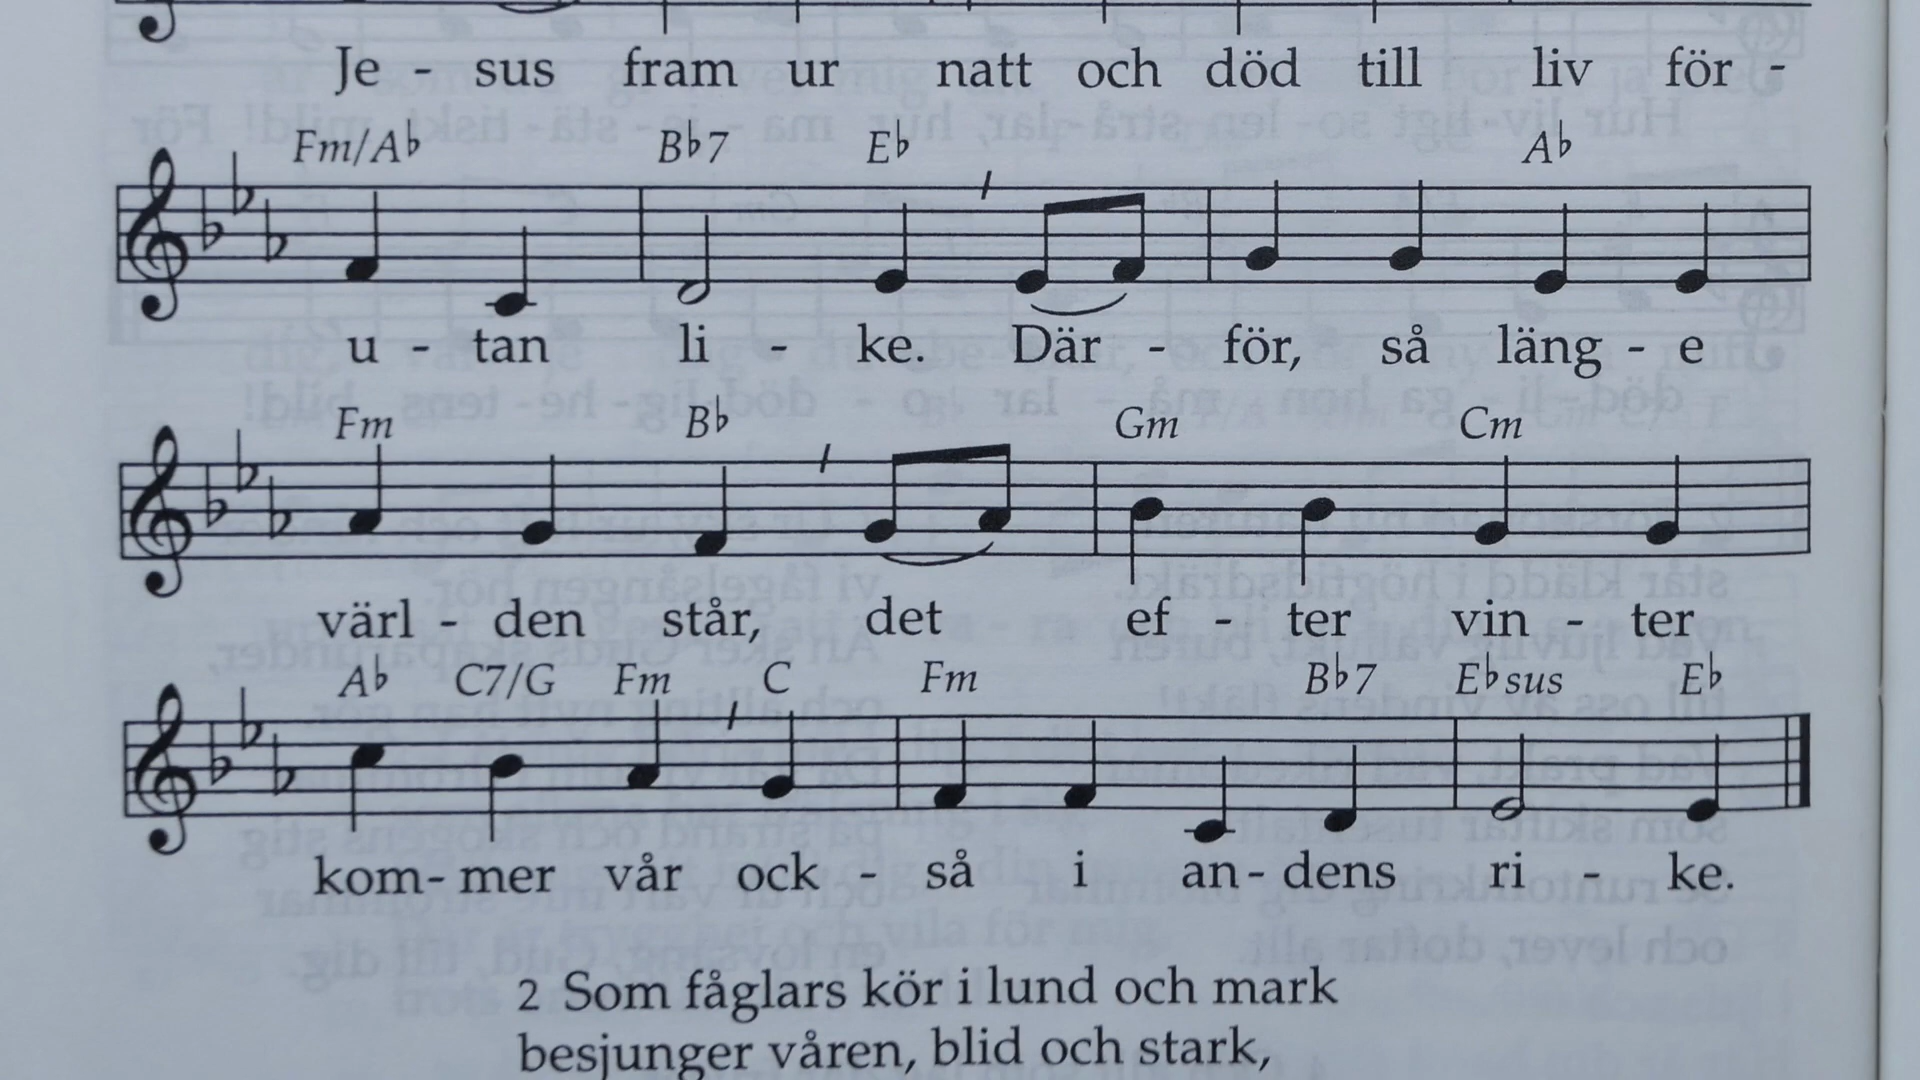 Je - sus fram ur natt och död till liv för -
Fm/A♭ B♭7 E♭ A♭
u - tan li - ke. Där - för, så läng - e
Fm B♭ Gm Cm
värl - den står, det ef - ter vin - ter
A♭ C7/G Fm C Fm B♭7 E♭sus E♭
kom- mer vår ock - så i an - dens ri - ke.
2 Som fåglars kör i lund och mark
besjunger våren, blid och stark,